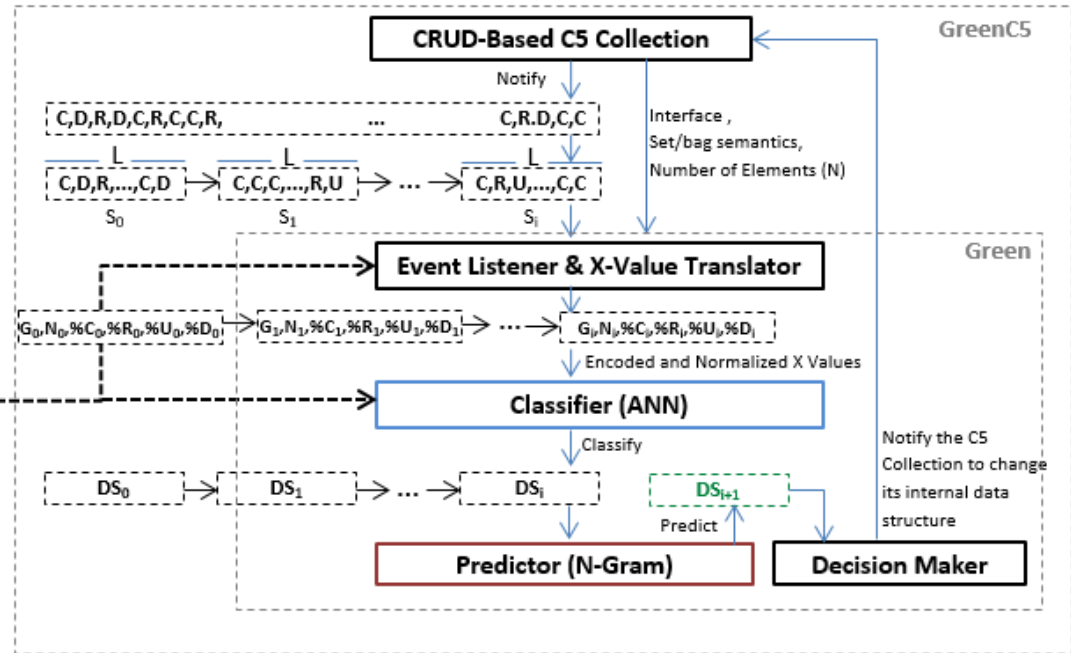 GreenC5
CRUD-Based C5 Collection
Notify
C,D,R,D,C,R,C,C,R, ... C,R.D,C,C
Interface ,
Set/bag semantics,
Number of Elements (N)
L L L
C,D,R,...,C,D C,C,C,...,R,U ... C,R,U,...,C,C
S0 S1 Si
Green
Event Listener & X-Value Translator
G0,N0,%C0,%R0,%U0,%D0 G1,N1,%C1,%R1,%U1,%D1 ... Gi,Ni,%Ci,%Ri,%Ui,%Di
Encoded and Normalized X Values
Classifier (ANN)
Classify
Notify the C5
Collection to change
its internal data
structure
DS0 DS1 ... DSi DSi+1
Predict
Predictor (N-Gram) Decision Maker